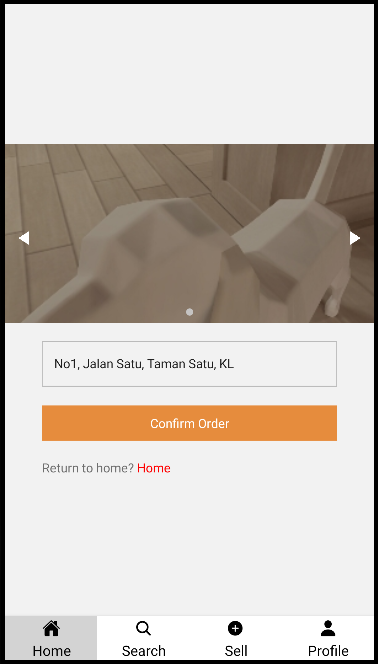 No1, Jalan Satu, Taman Satu, KL
Confirm Order
Return to home? Home
Home Search Sell Profile